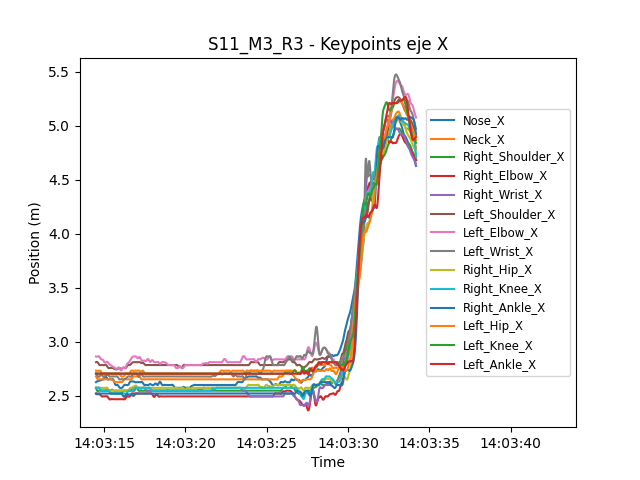 S11_M3_R3 - Keypoints eje X
5.5
5.0
4.5
4.0
3.5
3.0
2.5
Position (m)
14:03:15 14:03:20 14:03:25 14:03:30 14:03:35 14:03:40
Time
Nose_X
Neck_X
Right_Shoulder_X
Right_Elbow_X
Right_Wrist_X
Left_Shoulder_X
Left_Elbow_X
Left_Wrist_X
Right_Hip_X
Right_Knee_X
Right_Ankle_X
Left_Hip_X
Left_Knee_X
Left_Ankle_X